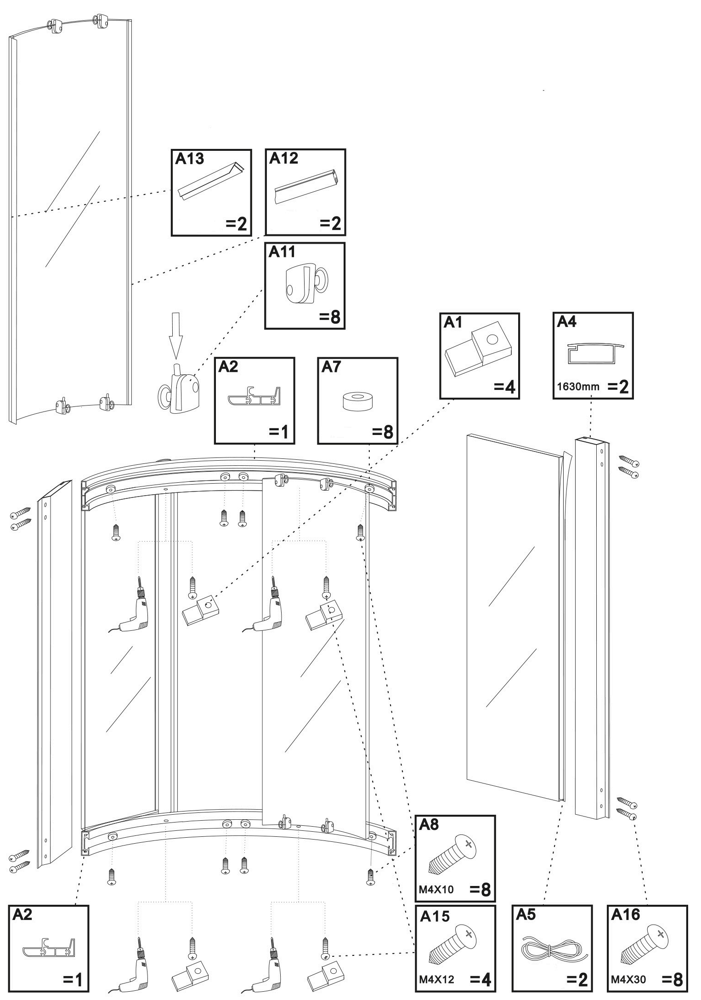 A13
=2
A12
=2
A11
=8
A1
=4
A4
1630mm =2
A2
=1
A7
=8
A8
M4X10 =8
A2
=1
A15
M4X12 =4
A5
=2
A16
M4X30 =8